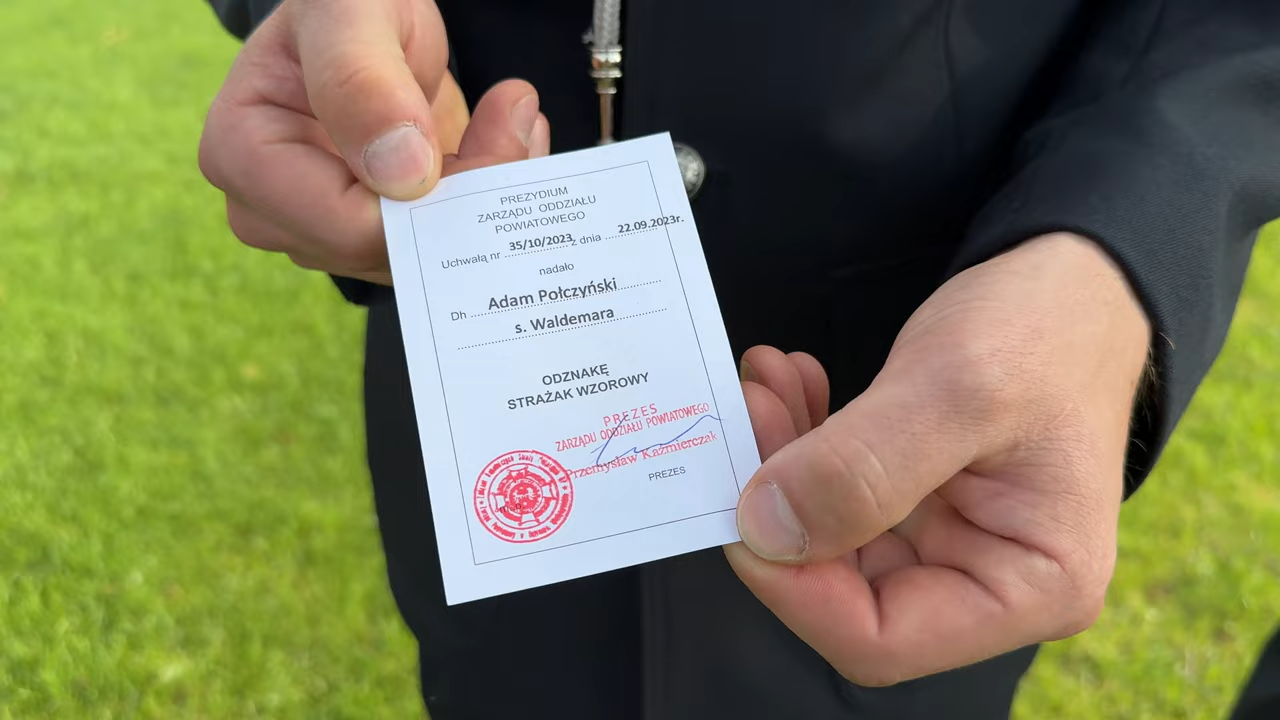 PREZYDIUM
ZARZĄDU ODDZIAŁU
POWIATOWEGO
Uchwałą nr 35/10/2023 z dnia 22.09.2023r.
nadało
Dh Adam Połczyński
s. Waldemara
ODZNAKĘ
STRAŻAK WZOROWY
PREZES
ZARZĄDU ODDZIAŁU POWIATOWEGO
Przemysław Kaźmierczak
PREZES